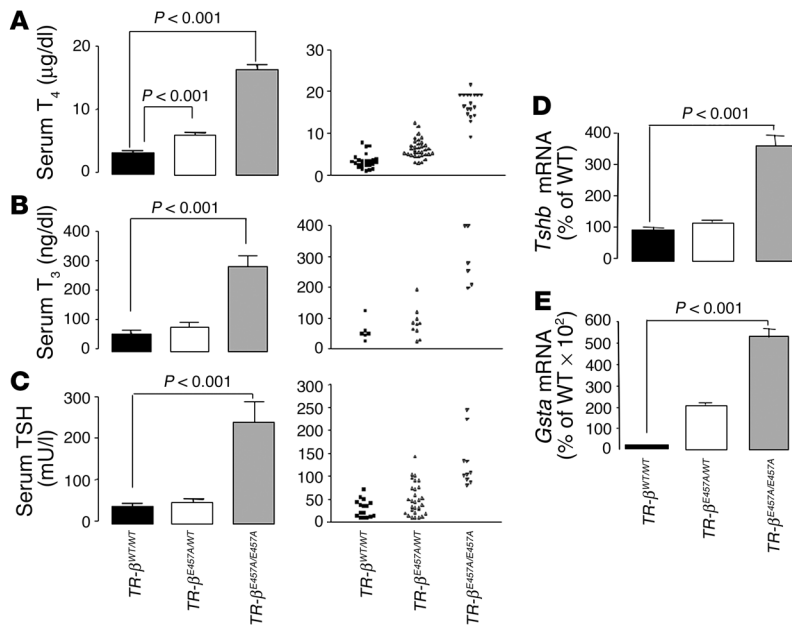 A
P < 0.001
P < 0.001
Serum T4 (μg/dl)
20
10
0
30
20
10
0
B
P < 0.001
Serum T3 (ng/dl)
400
300
200
100
0
400
300
200
100
0
C
P < 0.001
Serum TSH
(mU/l)
300
200
100
0
300
250
200
150
100
50
0
TR-βWT/WT
TR-βE457A/WT
TR-βE457A/E457A
TR-βWT/WT
TR-βE457A/WT
TR-βE457A/E457A
D
P < 0.001
Tshb mRNA
(% of WT)
400
300
200
100
0
E
P < 0.001
Gsta mRNA
(% of WT × 10²)
600
500
400
300
200
100
0
TR-βWT/WT
TR-βE457A/WT
TR-βE457A/E457A